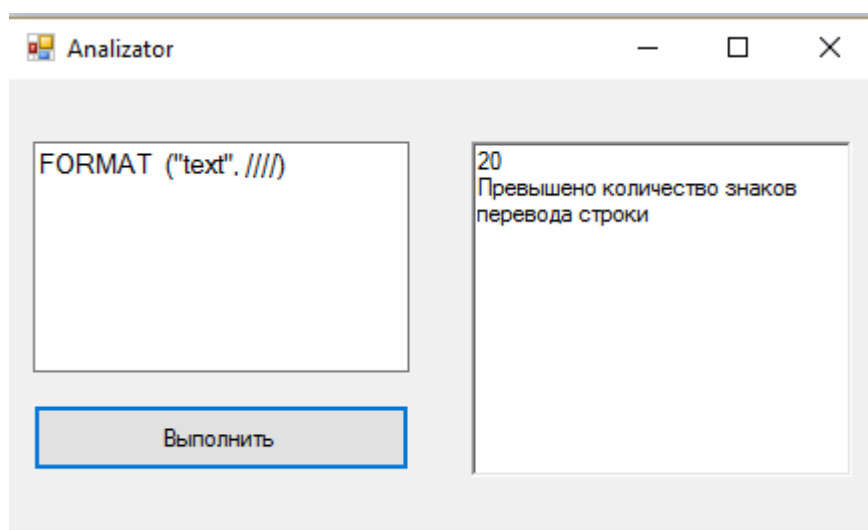 Analizator
FORMAT  ("text", ////)
20
Превышено количество знаков
перевода строки
Выполнить